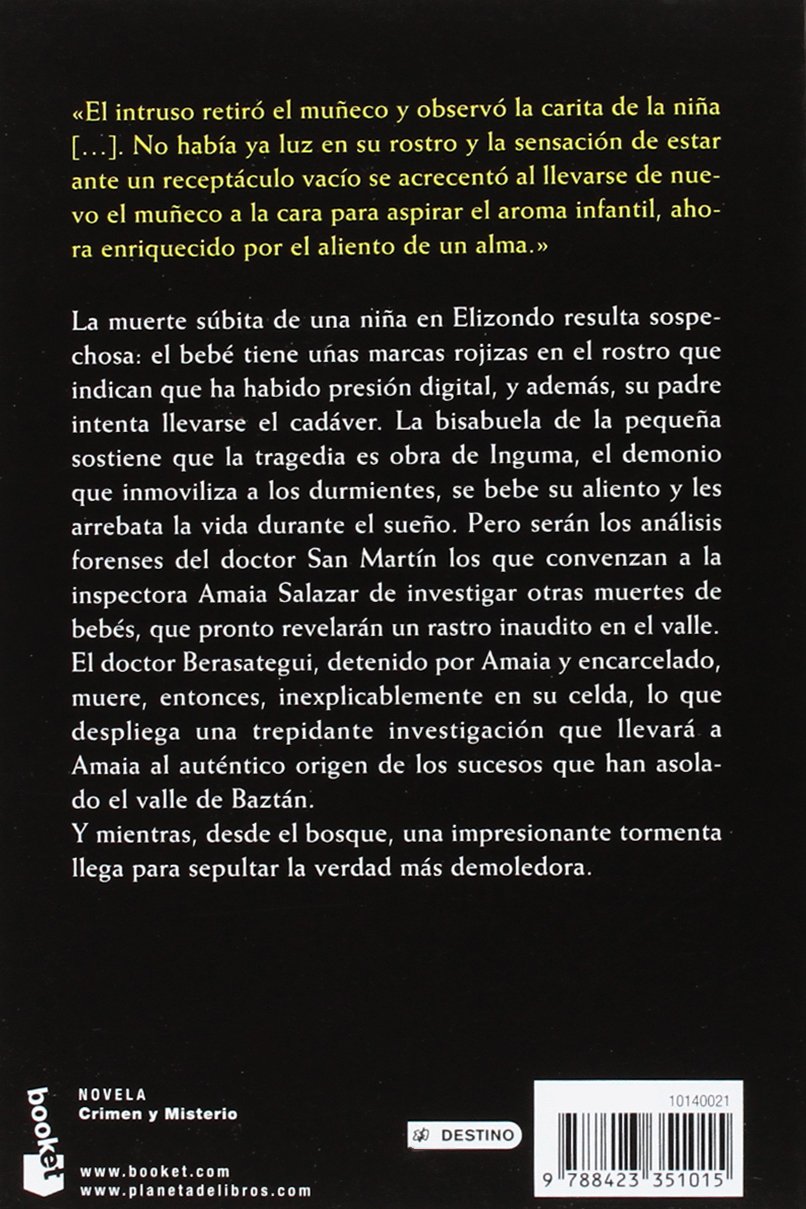 «El intruso retiró el muñeco y observó la carita de la niña
[…]. No había ya luz en su rostro y la sensación de estar
ante un receptáculo vacío se acrecentó al llevarse de nue-
vo el muñeco a la cara para aspirar el aroma infantil, aho-
ra enriquecido por el aliento de un alma.»
La muerte súbita de una niña en Elizondo resulta sospe-
chosa: el bebé tiene unas marcas rojizas en el rostro que
indican que ha habido presión digital, y además, su padre
intenta llevarse el cadáver. La bisabuela de la pequeña
sostiene que la tragedia es obra de Inguma, el demonio
que inmoviliza a los durmientes, se bebe su aliento y les
arrebata la vida durante el sueño. Pero serán los análisis
forenses del doctor San Martín los que convenzan a la
inspectora Amaia Salazar de investigar otras muertes de
bebés, que pronto revelarán un rastro inaudito en el valle.
El doctor Berasategui, detenido por Amaia y encarcelado,
muere, entonces, inexplicablemente en su celda, lo que
despliega una trepidante investigación que llevará a
Amaia al auténtico origen de los sucesos que han asola-
do el valle de Baztán.
Y mientras, desde el bosque, una impresionante tormenta
llega para sepultar la verdad más demoledora.
booket
NOVELA
Crimen y Misterio
www.booket.com
www.planetadelibros.com
DESTINO
10140021
9 788423 351015